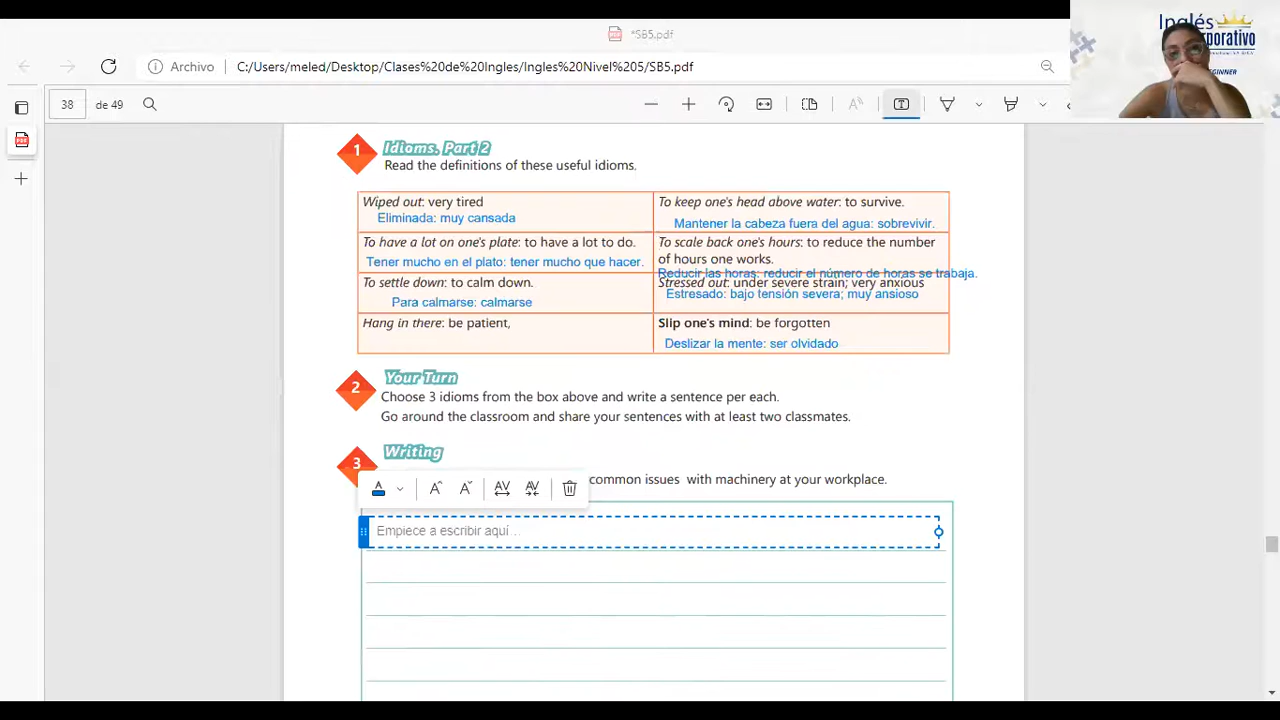 *SB5.pdf
Archivo C:/Users/meled/Desktop/Clases%20de%20Ingles/Ingles%20Nivel%205/SB5.pdf
Inglés
orporativo
EGINNER
38 de 49
1 Idioms. Part 2
Read the definitions of these useful idioms.
Wiped out: very tired
Eliminada: muy cansada
To keep one's head above water: to survive.
Mantener la cabeza fuera del agua: sobrevivir.
To have a lot on one's plate: to have a lot to do.
Tener mucho en el plato: tener mucho que hacer.
To scale back one's hours: to reduce the number
of hours one works.
Reducir las horas: reducir el número de horas se trabaja.
To settle down: to calm down.
Para calmarse: calmarse
Stressed out: under severe strain; very anxious
Estresado: bajo tensión severa; muy ansioso
Hang in there: be patient,
Slip one's mind: be forgotten
Deslizar la mente: ser olvidado
2 Your Turn
Choose 3 idioms from the box above and write a sentence per each.
Go around the classroom and share your sentences with at least two classmates.
3 Writing
common issues with machinery at your workplace.
Empiece a escribir aquí...